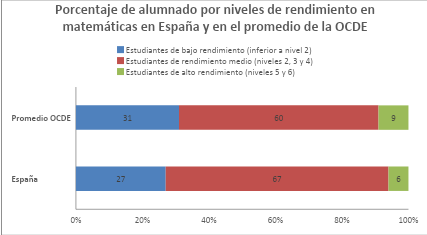 Porcentaje de alumnado por niveles de rendimiento en
matemáticas en España y en el promedio de la OCDE
Estudiantes de bajo rendimiento (inferior a nivel 2)
Estudiantes de rendimiento medio (niveles 2, 3 y 4)
Estudiantes de alto rendimiento (niveles 5 y 6)
Promedio OCDE 31 60 9
España 27 67 6
0% 20% 40% 60% 80% 100%